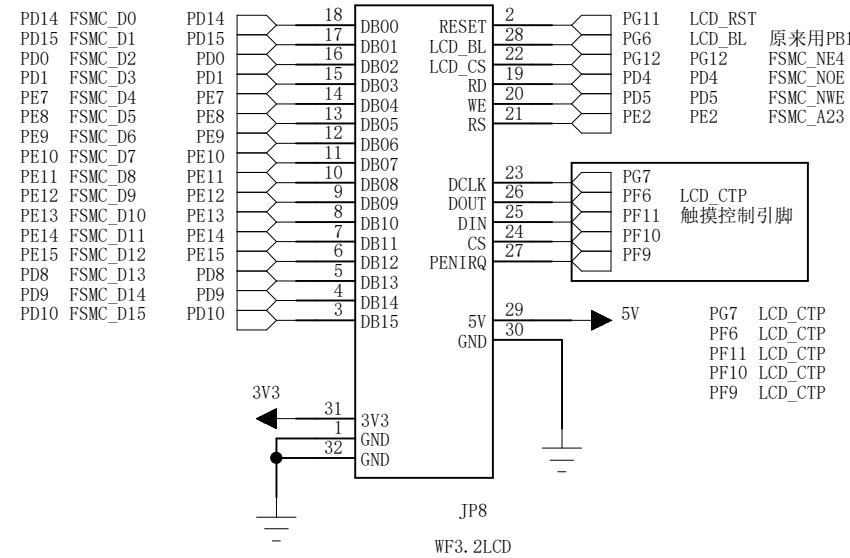 PD14 FSMC_D0 PD14 18 DB00
PD15 FSMC_D1 PD15 17 DB01
PD0 FSMC_D2 PD0 16 DB02
PD1 FSMC_D3 PD1 15 DB03
PE7 FSMC_D4 PE7 14 DB04
PE8 FSMC_D5 PE8 13 DB05
PE9 FSMC_D6 PE9 12 DB06
PE10 FSMC_D7 PE10 11 DB07
PE11 FSMC_D8 PE11 10 DB08
PE12 FSMC_D9 PE12 9 DB09
PE13 FSMC_D10 PE13 8 DB10
PE14 FSMC_D11 PE14 7 DB11
PE15 FSMC_D12 PE15 6 DB12
PD8 FSMC_D13 PD8 5 DB13
PD9 FSMC_D14 PD9 4 DB14
PD10 FSMC_D15 PD10 3 DB15
3V3 31 3V3
1 GND
32 GND
RESET 2 PG11 LCD_RST
LCD_BL 28 PG6 LCD_BL 原来用PB1
LCD_CS 22 PG12 PG12 FSMC_NE4
RD 19 PD4 PD4 FSMC_NOE
WE 20 PD5 PD5 FSMC_NWE
RS 21 PE2 PE2 FSMC_A23
DCLK 23 PG7
DOUT 26 PF6 LCD_CTP
DIN 25 PF11 触摸控制引脚
CS 24 PF10
PENIRQ 27 PF9
5V 29 5V
GND 30
PG7 LCD_CTP
PF6 LCD_CTP
PF11 LCD_CTP
PF10 LCD_CTP
PF9 LCD_CTP
JP8
WF3.2LCD